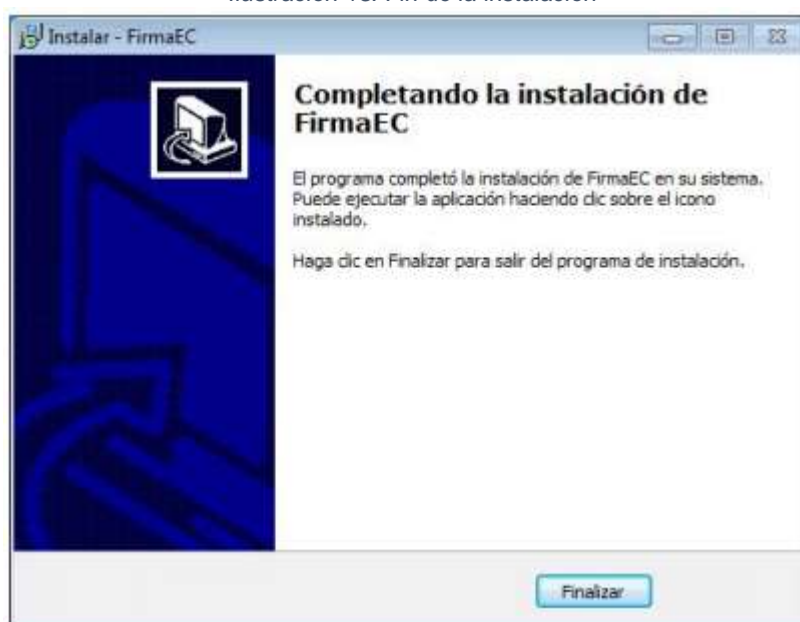 Instalar - FirmaEC
Completando la instalación de
FirmaEC
El programa completó la instalación de FirmaEC en su sistema.
Puede ejecutar la aplicación haciendo clic sobre el icono
instalado.
Haga clic en Finalizar para salir del programa de instalación.
Finalizar